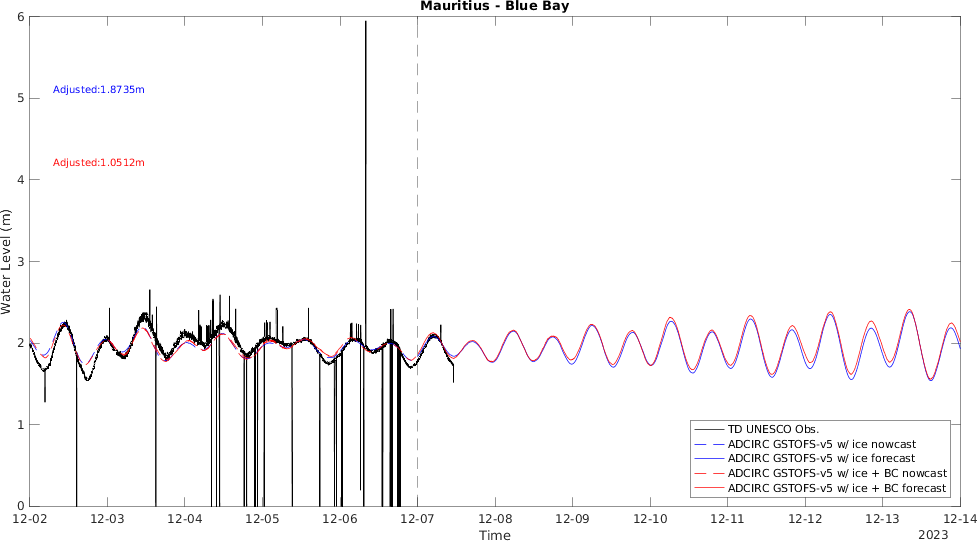 Mauritius - Blue Bay
Water Level (m)
6
5
4
3
2
1
0
Adjusted:1.8735m
Adjusted:1.0512m
TD UNESCO Obs.
ADCIRC GSTOFS-v5 w/ ice nowcast
ADCIRC GSTOFS-v5 w/ ice forecast
ADCIRC GSTOFS-v5 w/ ice + BC nowcast
ADCIRC GSTOFS-v5 w/ ice + BC forecast
12-02 12-03 12-04 12-05 12-06 12-07 12-08 12-09 12-10 12-11 12-12 12-13 12-14
Time
2023